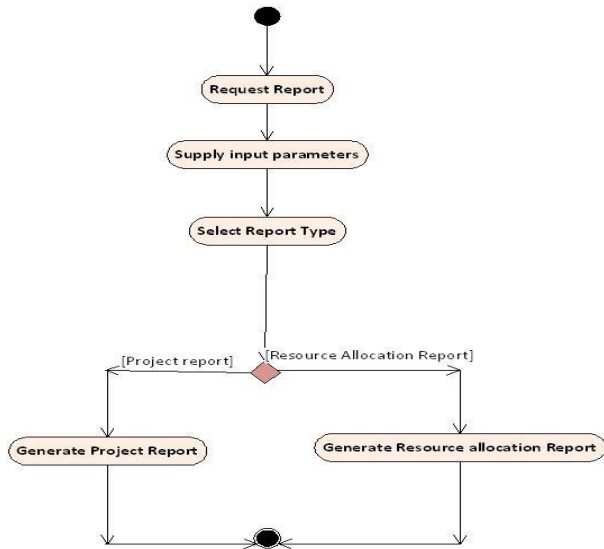 Request Report
Supply input parameters
Select Report Type
[Project report]
[Resource Allocation Report]
Generate Project Report
Generate Resource allocation Report